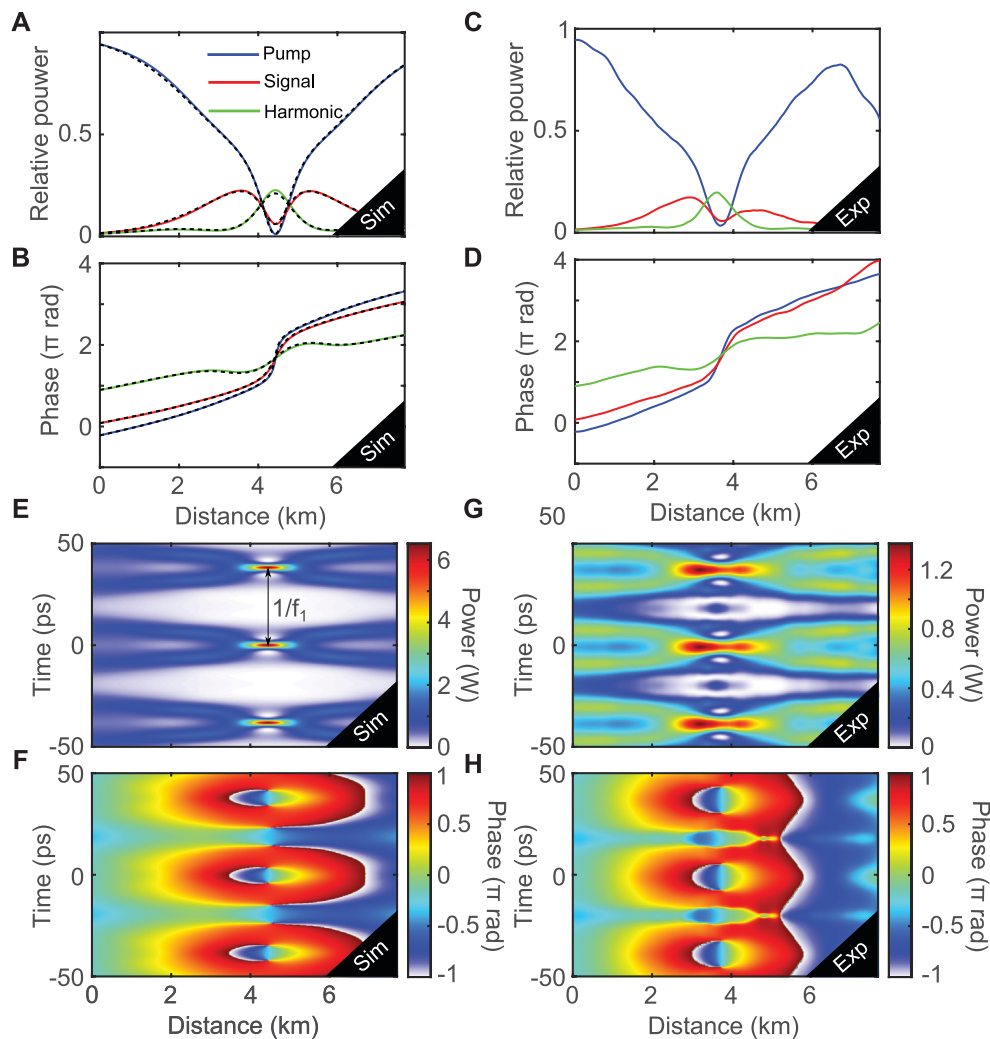 A
Relative pouwer
0.5
0
Pump
Signal
Harmonic
Sim
C
Relative pouwer
1
0.5
0
Exp
B
Phase (π rad)
4
2
0
Sim
0 2 4 6
Distance (km)
D
Phase (π rad)
4
2
0
Exp
0 2 4 6
Distance (km)
E
Time (ps)
50
0
-50
1/f₁
Sim
6
4
2
0
Power (W)
G
50
Time (ps)
0
-50
Exp
1.2
0.8
0.4
0
Power (W)
F
Time (ps)
50
0
-50
Sim
0 2 4 6
Distance (km)
1
0.5
0
-0.5
-1
Phase (π rad)
H
Time (ps)
50
0
-50
Exp
0 2 4 6
Distance (km)
1
0.5
0
-0.5
-1
Phase (π rad)